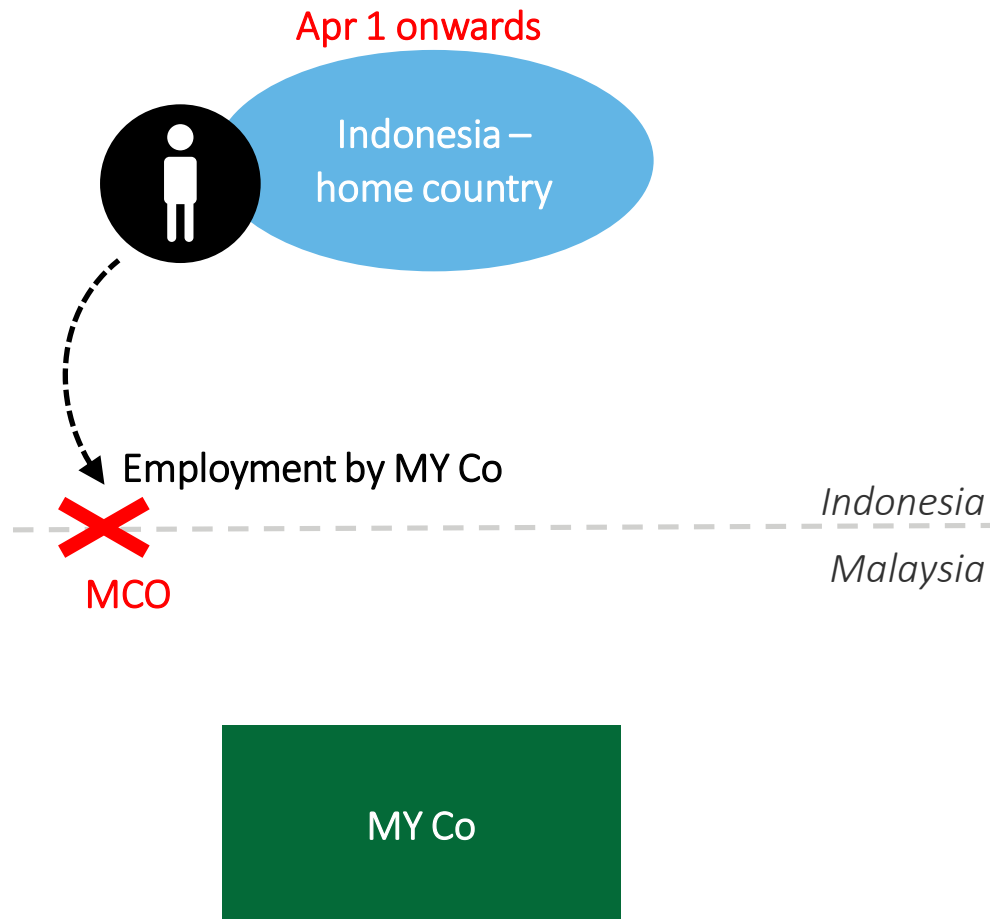 Apr 1 onwards
Indonesia –
home country
Employment by MY Co
Indonesia
Malaysia
MCO
MY Co